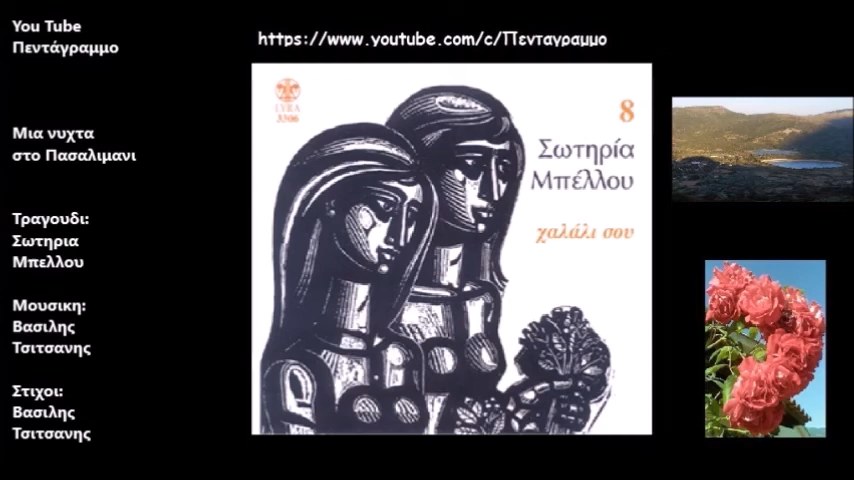 You Tube
Πεντάγραμμο
https://www.youtube.com/c/Πενταγραμμο
Μια νυχτα
στο Πασαλιμανι
Τραγουδι:
Σωτηρια
Μπελλου
Μουσικη:
Βασιλης
Τσιτσανης
Στιχοι:
Βασιλης
Τσιτσανης
LYRA
3306
8
Σωτηρία
Μπέλλου
χαλάλι σου